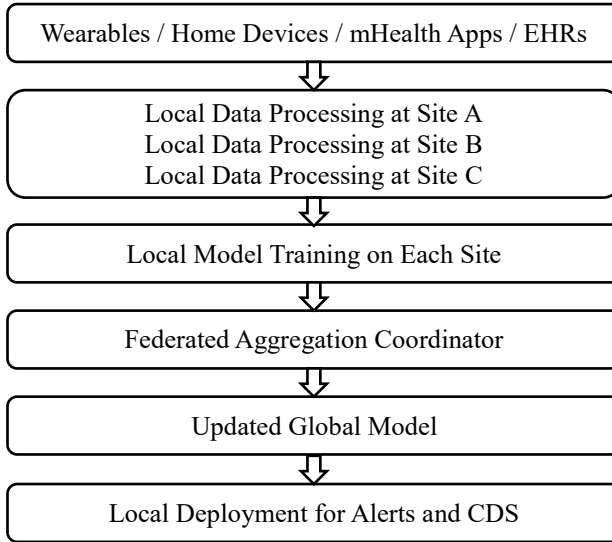 Wearables / Home Devices / mHealth Apps / EHRs
Local Data Processing at Site A
Local Data Processing at Site B
Local Data Processing at Site C
Local Model Training on Each Site
Federated Aggregation Coordinator
Updated Global Model
Local Deployment for Alerts and CDS